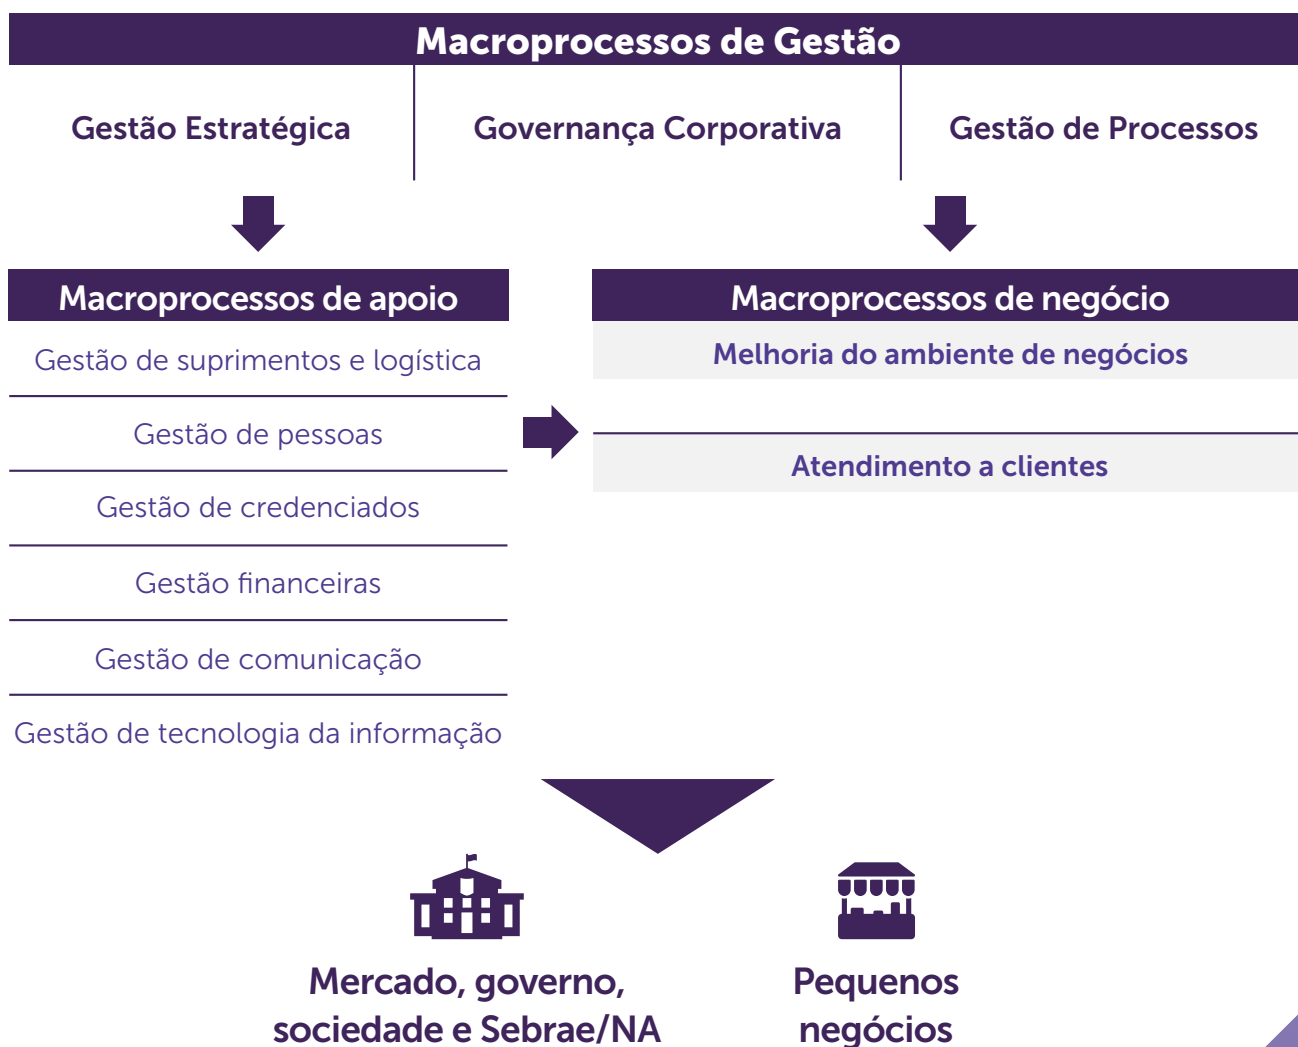 Macroprocessos de Gestão
Gestão Estratégica
Governança Corporativa
Gestão de Processos
Macroprocessos de apoio
Gestão de suprimentos e logística
Gestão de pessoas
Gestão de credenciados
Gestão financeiras
Gestão de comunicação
Gestão de tecnologia da informação
Macroprocessos de negócio
Melhoria do ambiente de negócios
Atendimento a clientes
Mercado, governo,
sociedade e Sebrae/NA
Pequenos
negócios